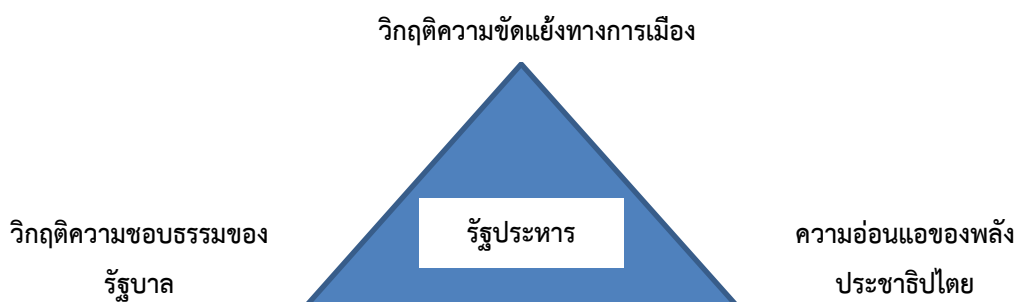 วิกฤติความขัดแย้งทางการเมือง
วิกฤติความชอบธรรมของ
รัฐบาล
รัฐประหาร
ความอ่อนแอของพลัง
ประชาธิปไตย